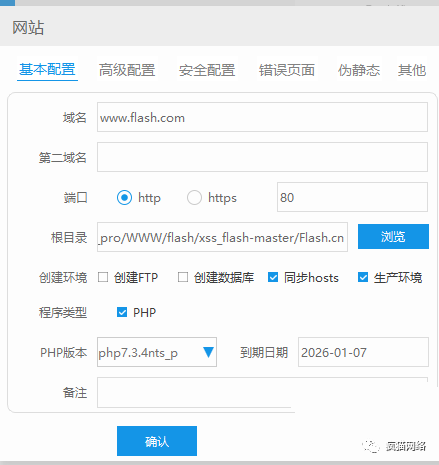 网站
基本配置 高级配置 安全配置 错误页面 伪静态 其他
域名 www.flash.com
第二域名
端口 http https 80
根目录 _pro/WWW/flash/xss_flash-master/Flash.cn 浏览
创建环境 创建FTP 创建数据库 同步hosts 生产环境
程序类型 PHP
PHP版本 php7.3.4nts_p 到期日期 2026-01-07
备注
确认
疯猫网络